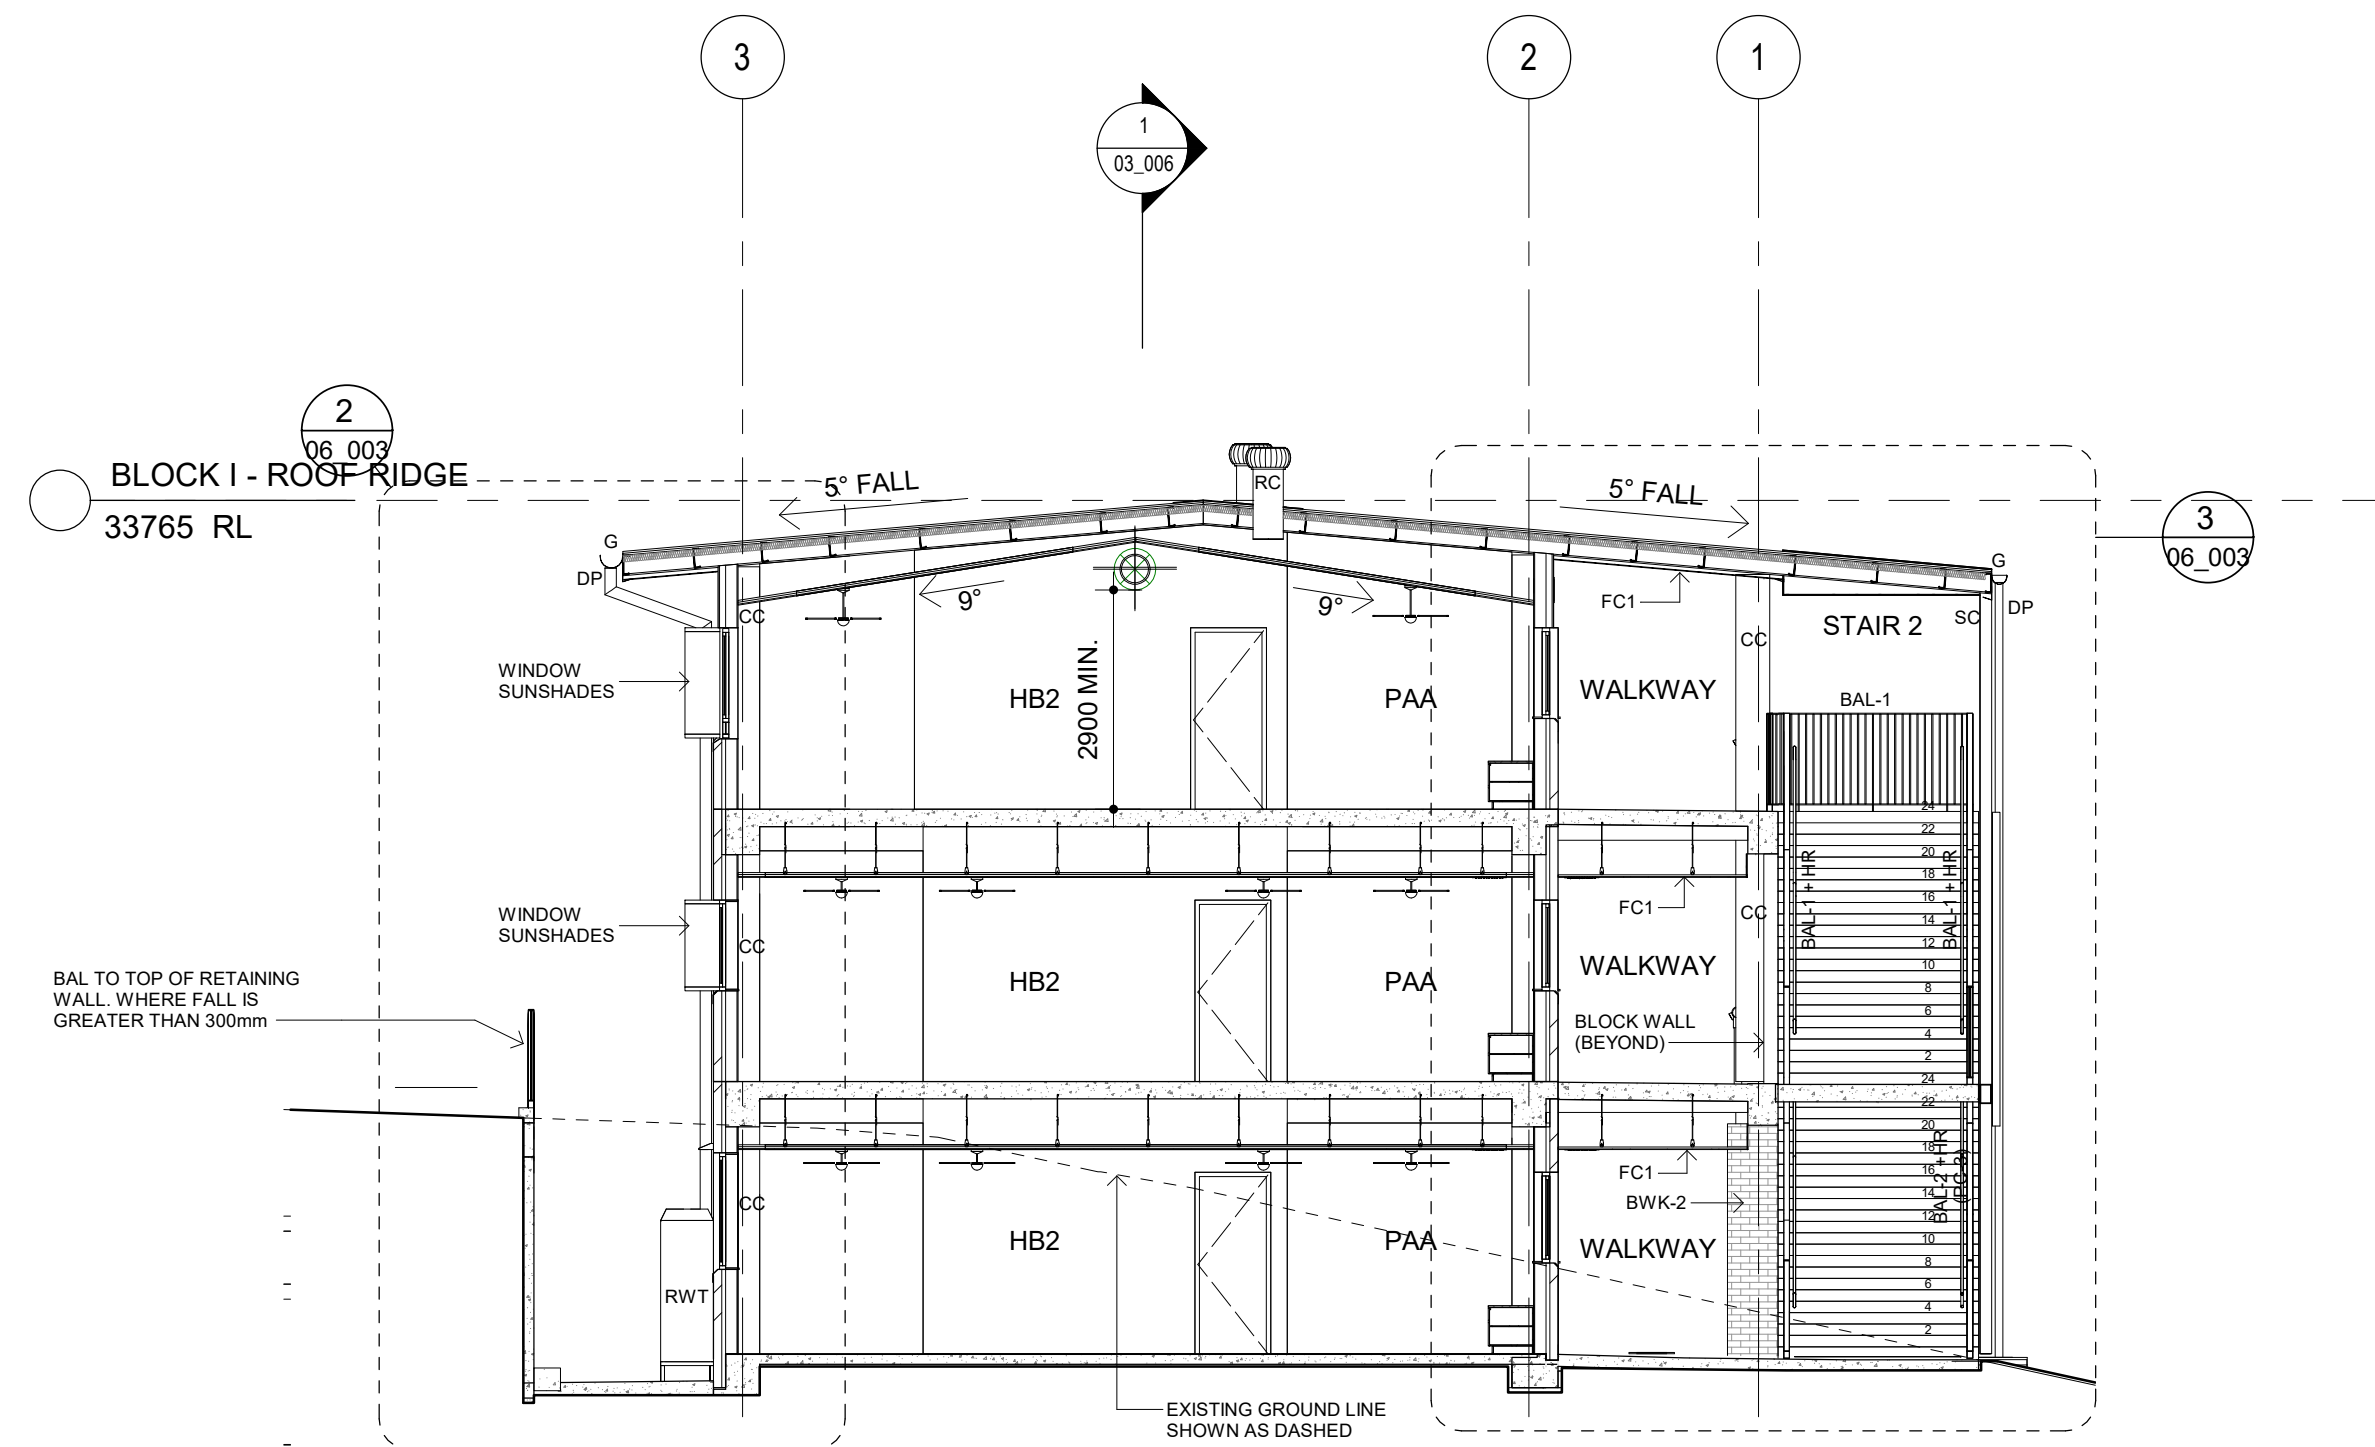 3
2
1
1
03_006
2
06_003
BLOCK I - ROOF RIDGE
33765 RL
5° FALL
RC
5° FALL
3
06_003
G
DP
G
DP
9°
9°
FC1
CC
CC
SC
STAIR 2
WINDOW
SUNSHADES
HB2
2900 MIN.
PAA
WALKWAY
BAL-1
24
22
20
18
16
14
12
10
8
6
4
2
BAL-1 + HR
BAL-1 + HR
FC1
CC
WINDOW
SUNSHADES
CC
HB2
PAA
WALKWAY
BAL TO TOP OF RETAINING
WALL. WHERE FALL IS
GREATER THAN 300mm
BLOCK WALL
(BEYOND)
24
22
20
18
16
14
12
10
8
6
4
2
BAL-2 +HR
(PC-3)
FC1
BWK-2
CC
HB2
PAA
WALKWAY
RWT
EXISTING GROUND LINE
SHOWN AS DASHED